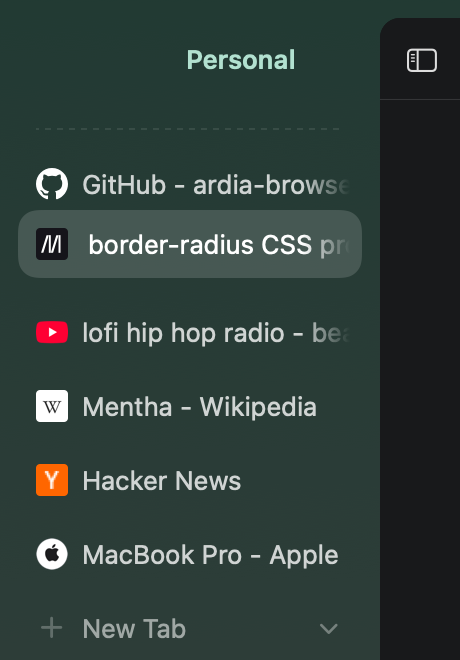 Personal
GitHub - ardia-browse
border-radius CSS pr
lofi hip hop radio - bea
W Mentha - Wikipedia
Y Hacker News
MacBook Pro - Apple
New Tab